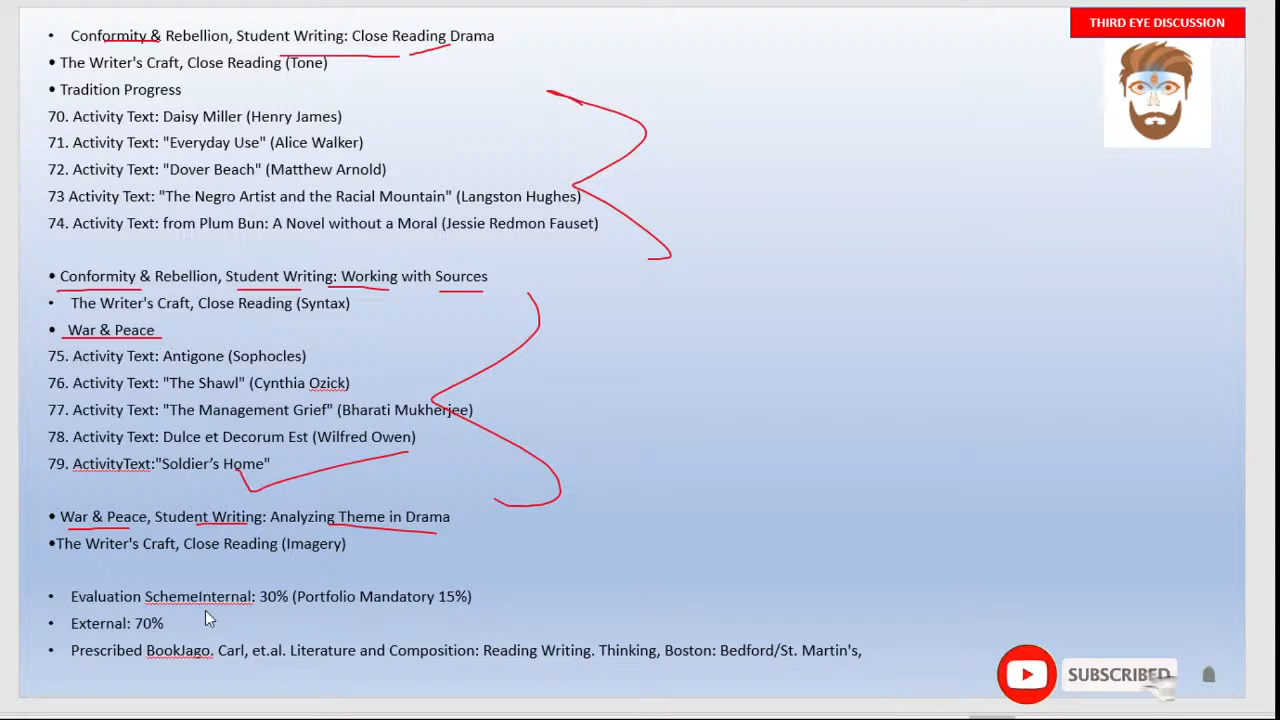 THIRD EYE DISCUSSION
• Conformity & Rebellion, Student Writing: Close Reading Drama
• The Writer's Craft, Close Reading (Tone)
• Tradition Progress
70. Activity Text: Daisy Miller (Henry James)
71. Activity Text: "Everyday Use" (Alice Walker)
72. Activity Text: "Dover Beach" (Matthew Arnold)
73 Activity Text: "The Negro Artist and the Racial Mountain" (Langston Hughes)
74. Activity Text: from Plum Bun: A Novel without a Moral (Jessie Redmon Fauset)
• Conformity & Rebellion, Student Writing: Working with Sources
• The Writer's Craft, Close Reading (Syntax)
• War & Peace
75. Activity Text: Antigone (Sophocles)
76. Activity Text: "The Shawl" (Cynthia Ozick)
77. Activity Text: "The Management Grief" (Bharati Mukherjee)
78. Activity Text: Dulce et Decorum Est (Wilfred Owen)
79. ActivityText:"Soldier’s Home"
• War & Peace, Student Writing: Analyzing Theme in Drama
•The Writer's Craft, Close Reading (Imagery)
• Evaluation SchemeInternal: 30% (Portfolio Mandatory 15%)
• External: 70%
• Prescribed BookJago. Carl, et.al. Literature and Composition: Reading Writing. Thinking, Boston: Bedford/St. Martin's,
SUBSCRIBED